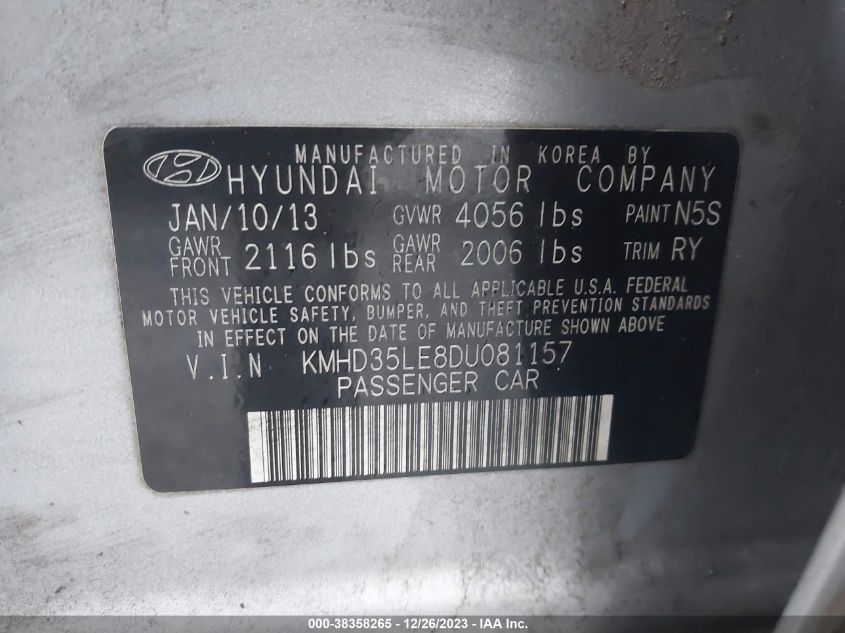 MANUFACTURED IN KOREA BY
HYUNDAI MOTOR COMPANY
JAN/10/13 GVWR 4056 lbs PAINT N5S
GAWR FRONT 2116 lbs GAWR REAR 2006 lbs TRIM RY
THIS VEHICLE CONFORMS TO ALL APPLICABLE U.S.A. FEDERAL
MOTOR VEHICLE SAFETY, BUMPER, AND THEFT PREVENTION STANDARDS
IN EFFECT ON THE DATE OF MANUFACTURE SHOWN ABOVE
V.I.N KMHD35LE8DU081157
PASSENGER CAR
000-38358265 - 12/26/2023 - IAA Inc.